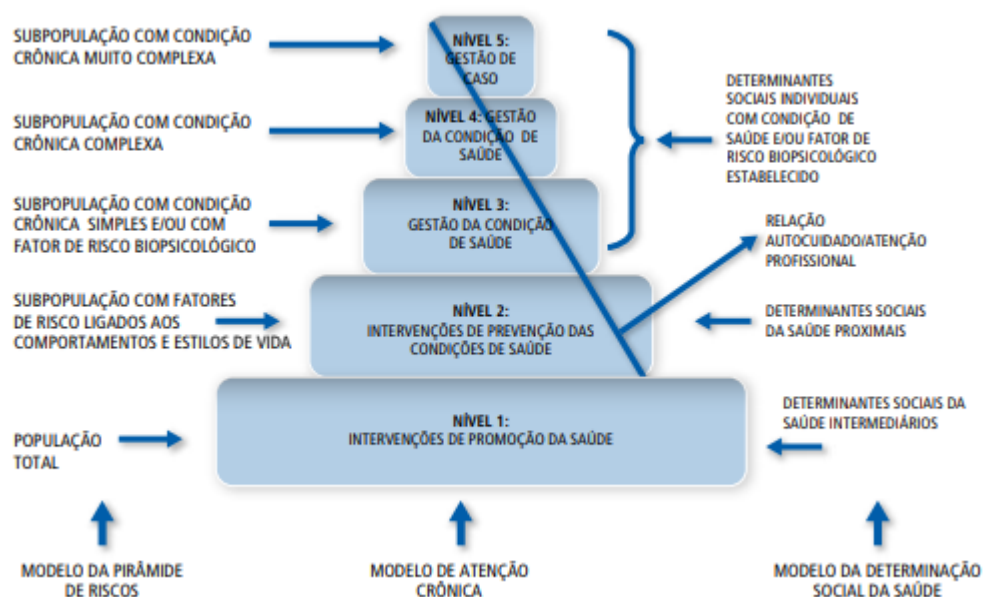 SUBPOPULAÇÃO COM CONDIÇÃO
CRÔNICA MUITO COMPLEXA
SUBPOPULAÇÃO COM CONDIÇÃO
CRÔNICA COMPLEXA
SUBPOPULAÇÃO COM CONDIÇÃO
CRÔNICA SIMPLES E/OU COM
FATOR DE RISCO BIOPSICOLÓGICO
SUBPOPULAÇÃO COM FATORES
DE RISCO LIGADOS AOS
COMPORTAMENTOS E ESTILOS DE VIDA
POPULAÇÃO
TOTAL
MODELO DA PIRÂMIDE
DE RISCOS
NÍVEL 5:
GESTÃO DE
CASO
NÍVEL 4: GESTÃO
DA CONDIÇÃO DE
SAÚDE
NÍVEL 3:
GESTÃO DA CONDIÇÃO
DE SAÚDE
NÍVEL 2:
INTERVENÇÕES DE PREVENÇÃO DAS
CONDIÇÕES DE SAÚDE
NÍVEL 1:
INTERVENÇÕES DE PROMOÇÃO DA SAÚDE
MODELO DE ATENÇÃO
CRÔNICA
DETERMINANTES
SOCIAIS INDIVIDUAIS
COM CONDIÇÃO DE
SAÚDE E/OU FATOR DE
RISCO BIOPSICOLÓGICO
ESTABELECIDO
RELAÇÃO
AUTOCUIDADO/ATENÇÃO
PROFISSIONAL
DETERMINANTES SOCIAIS
DA SAÚDE PROXIMAIS
DETERMINANTES SOCIAIS DA
SAÚDE INTERMEDIÁRIOS
MODELO DA DETERMINAÇÃO
SOCIAL DA SAÚDE